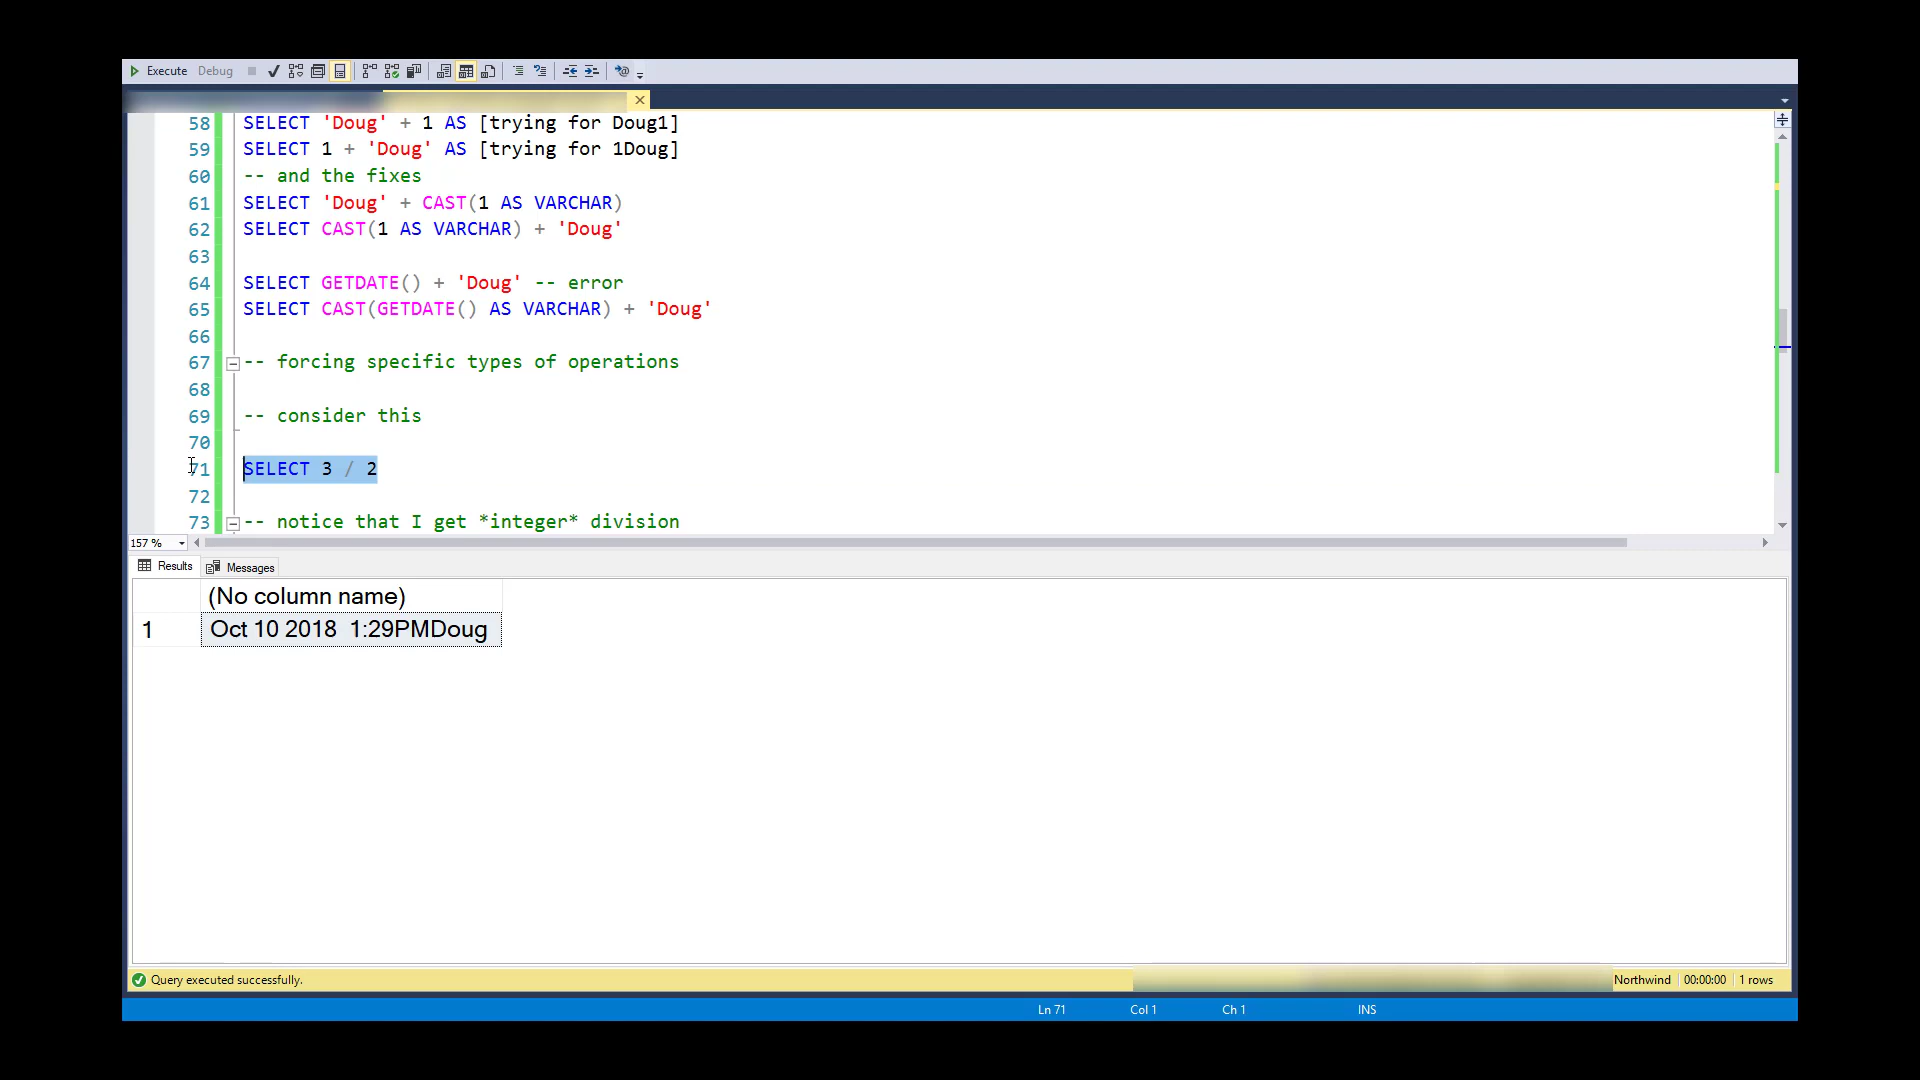 Execute Debug
58 SELECT 'Doug' + 1 AS [trying for Doug1]
59 SELECT 1 + 'Doug' AS [trying for 1Doug]
60 -- and the fixes
61 SELECT 'Doug' + CAST(1 AS VARCHAR)
62 SELECT CAST(1 AS VARCHAR) + 'Doug'
63
64 SELECT GETDATE() + 'Doug' -- error
65 SELECT CAST(GETDATE() AS VARCHAR) + 'Doug'
66
67 -- forcing specific types of operations
68
69 -- consider this
70
71 SELECT 3 / 2
72
73 -- notice that I get *integer* division
157 %
Results Messages
(No column name)
1 Oct 10 2018  1:29PMDoug
Query executed successfully. Northwind 00:00:00 1 rows
Ln 71 Col 1 Ch 1 INS